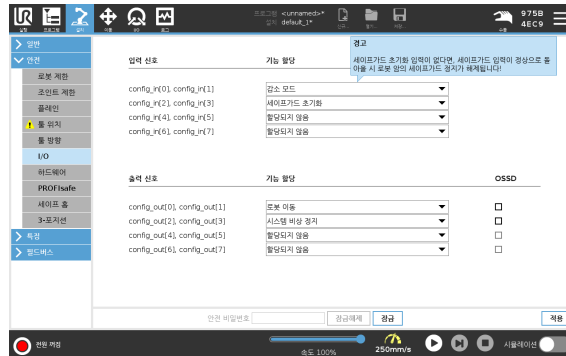 UR
실행
프로그램
설치
이동
I/O
로그
프로그램 <unnamed>*
설치 default_1*
신규...
열기...
저장...
수동
975B
4EC9
일반
안전
로봇 제한
조인트 제한
플레인
툴 위치
툴 방향
I/O
하드웨어
PROFIsafe
세이프 홈
3-포지션
특징
필드버스
경고
세이프가드 초기화 입력이 없다면, 세이프가드 입력이 정상으로 돌
아올 시 로봇 암의 세이프가드 정지가 해제됩니다!
입력 신호 기능 할당
config_in[0], config_in[1] 감소 모드
config_in[2], config_in[3] 세이프가드 초기화
config_in[4], config_in[5] 할당되지 않음
config_in[6], config_in[7] 할당되지 않음
출력 신호 기능 할당 OSSD
config_out[0], config_out[1] 로봇 이동
config_out[2], config_out[3] 시스템 비상 정지
config_out[4], config_out[5] 할당되지 않음
config_out[6], config_out[7] 할당되지 않음
안전 비밀번호 잠금해제 잠금 적용
전원 꺼짐
속도 100%
250mm/s
시뮬레이션